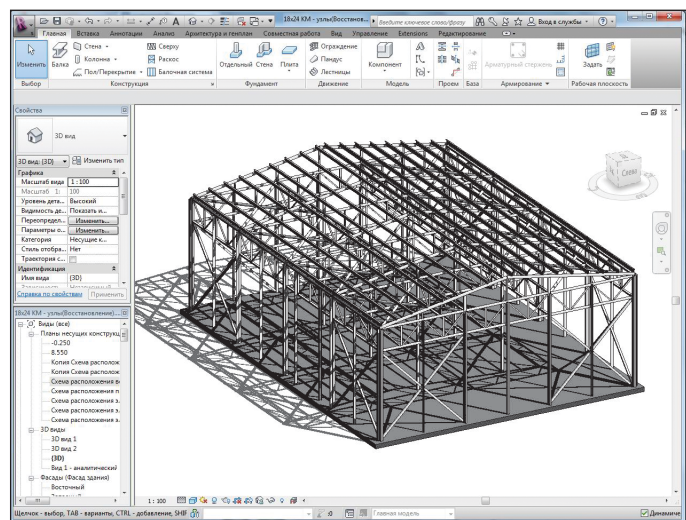 18x24 KM - узлы(Восстанов...
Введите ключевое слово/фразу
Вход в службы
Главная Вставка Аннотации Анализ Архитектура и генплан Совместная работа Вид Управление Extensions Редактирование
Изменить
Балка
Стена
Колонна
Пол/Перекрытие
Сверху
Раскос
Балочная система
Отдельный Стена Плита
Ограждение
Пандус
Лестницы
Компонент
Арматурный стержень
Задать
Выбор Конструкция Фундамент Движение Модель Проем База Армирование Рабочая плоскость
Свойства
3D вид
3D вид: {3D} Изменить тип
Графика
Масштаб вида 1 : 100
Масштаб 1: 100
Уровень дета... Высокий
Видимость де... Показать и...
Переопредел... Изменить...
Параметры о... Изменить...
Категория Несущие к...
Стиль отобра... Нет
Траектория с...
Идентификация
Имя вида {3D}
Справка по свойствам Применить
18x24 KM - узлы(Восстановление)...
Виды (все)
Планы несущих конструкц
-0.250
8.550
Копия Схема располож
Копия Схема располож
Схема расположения в
Схема расположения п
Схема расположения э.
Схема расположения э.
Схема расположения э.
3D виды
3D вид 1
3D вид 2
{3D}
Вид 1 - аналитический
Фасады (Фасад здания)
Восточный
Слева
1 : 100
Щелчок - выбор, TAB - варианты, CTRL - добавление, SHIF
:0
Главная модель
Динамиче